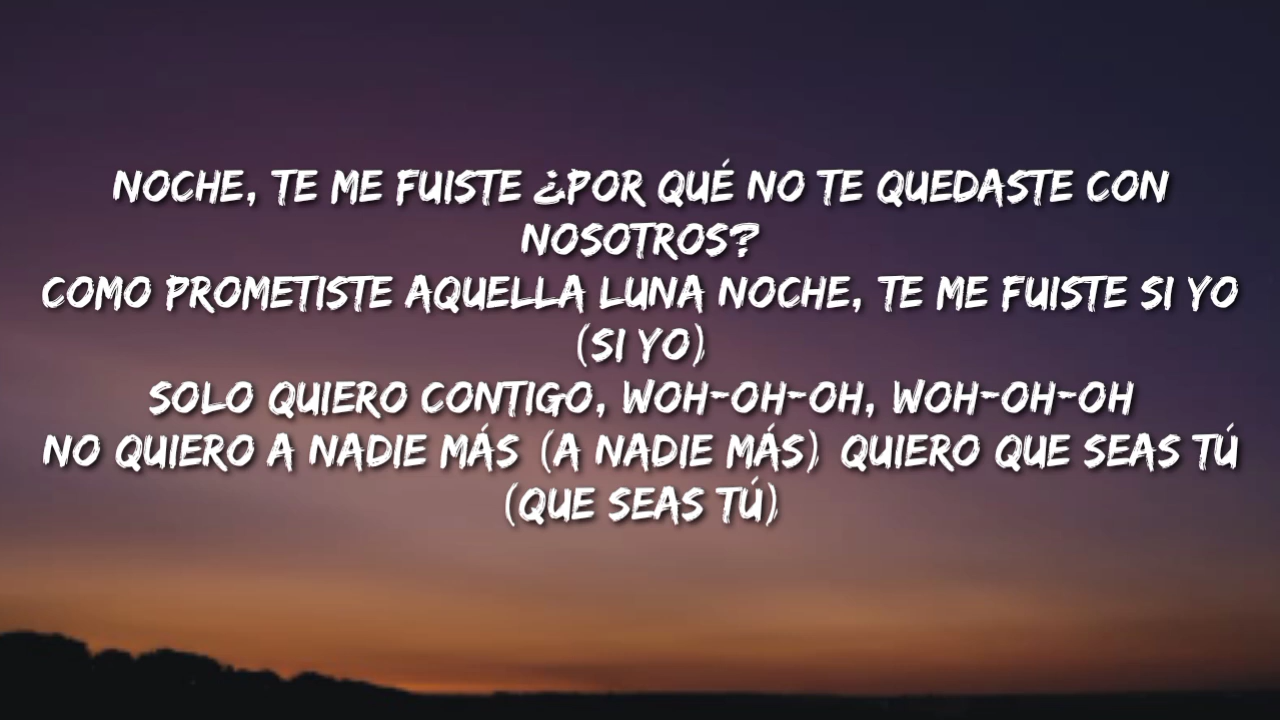 NOCHE, TE ME FUISTE ¿POR QUÉ NO TE QUEDASTE CON
NOSOTROS?
COMO PROMETISTE AQUELLA LUNA NOCHE, TE ME FUISTE SI YO
(SI YO)
SOLO QUIERO CONTIGO, WOH-OH-OH, WOH-OH-OH
NO QUIERO A NADIE MÁS (A NADIE MÁS) QUIERO QUE SEAS TÚ
(QUE SEAS TÚ)